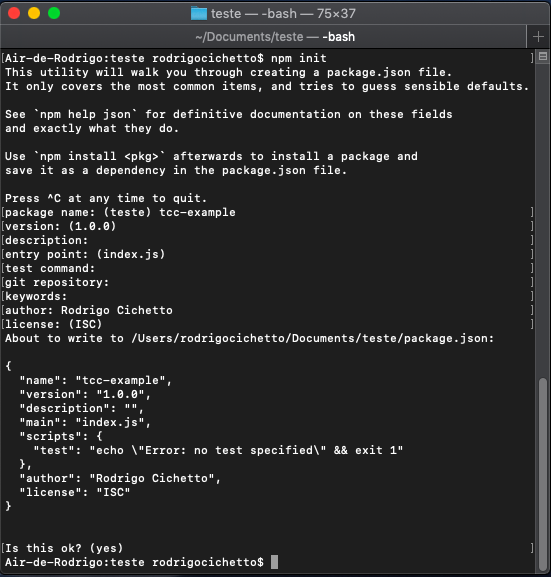 teste — -bash — 75×37
~/Documents/teste — -bash
[Air-de-Rodrigo:teste rodrigocichetto$ npm init ]
This utility will walk you through creating a package.json file.
It only covers the most common items, and tries to guess sensible defaults.
See `npm help json` for definitive documentation on these fields
and exactly what they do.
Use `npm install <pkg>` afterwards to install a package and
save it as a dependency in the package.json file.
Press ^C at any time to quit.
[package name: (teste) tcc-example ]
[version: (1.0.0) ]
[description: ]
[entry point: (index.js) ]
[test command: ]
[git repository: ]
[keywords: ]
[author: Rodrigo Cichetto ]
[license: (ISC) ]
About to write to /Users/rodrigocichetto/Documents/teste/package.json:
{
  "name": "tcc-example",
  "version": "1.0.0",
  "description": "",
  "main": "index.js",
  "scripts": {
    "test": "echo \"Error: no test specified\" && exit 1"
  },
  "author": "Rodrigo Cichetto",
  "license": "ISC"
}
[Is this ok? (yes) ]
Air-de-Rodrigo:teste rodrigocichetto$